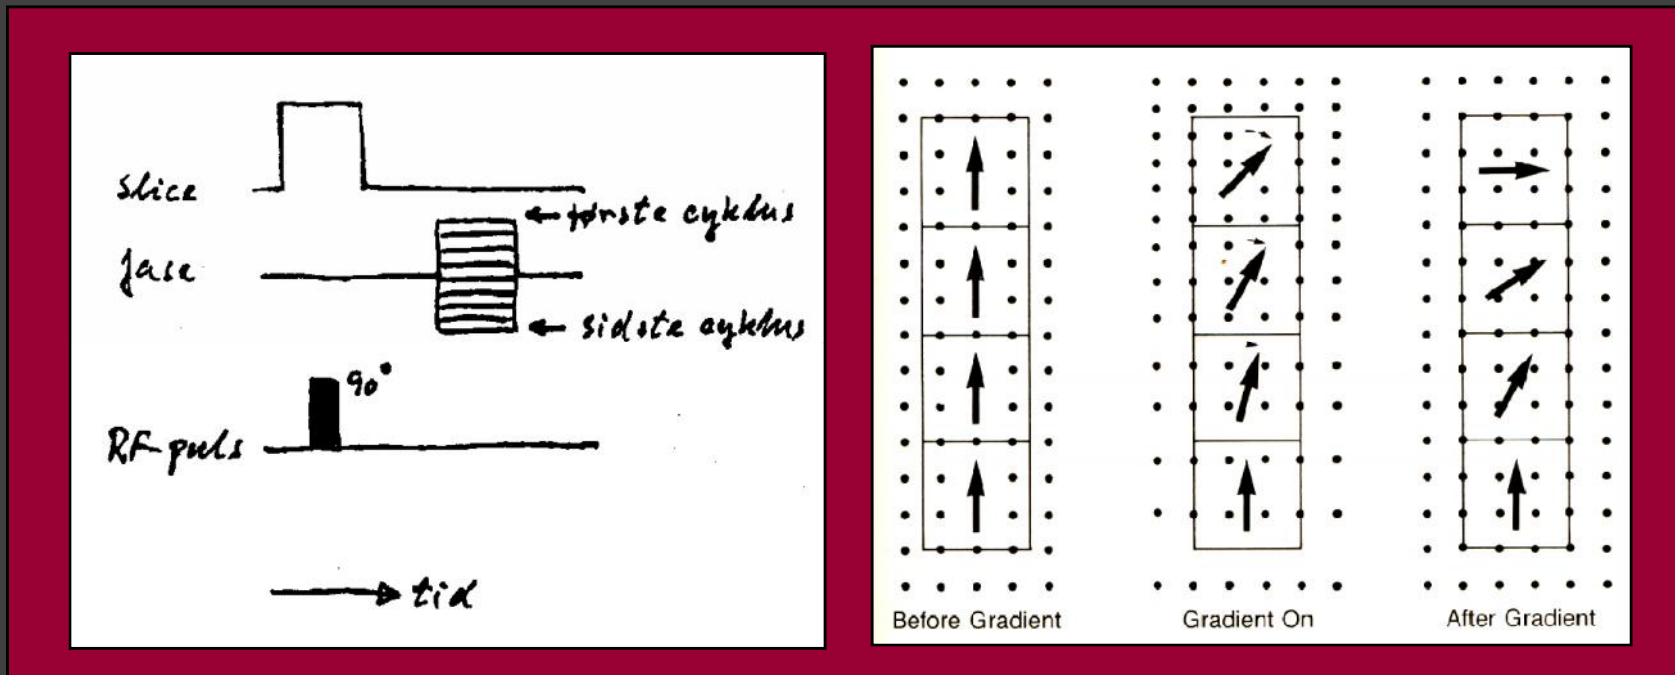 slice
første cyklus
fase
sidste cyklus
90°
RF-puls
tid
Before Gradient
Gradient On
After Gradient